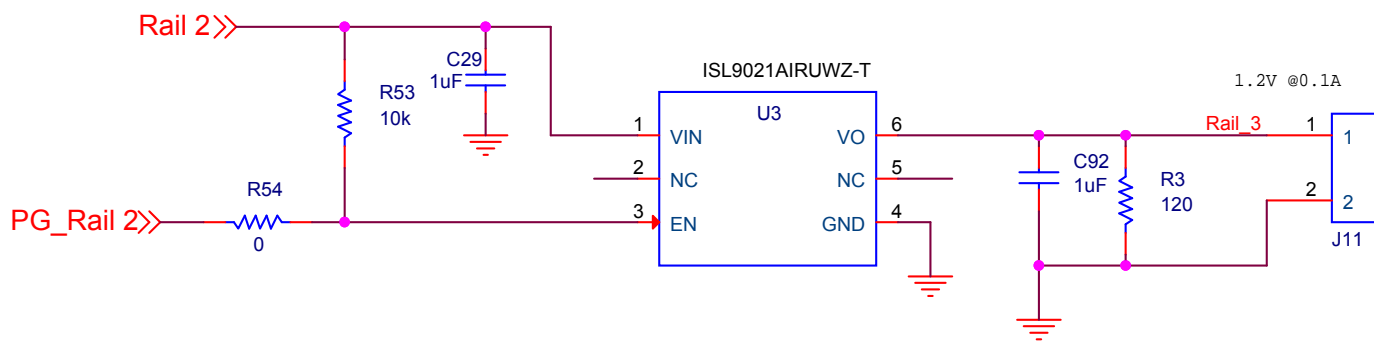 Rail 2
C29
1uF
R53
10k
R54
0
PG_Rail 2
ISL9021AIRUWZ-T
U3
1
VIN
2
NC
3
EN
6
VO
5
NC
4
GND
C92
1uF
R3
120
1.2V @0.1A
Rail_3
1
1
2
2
J11